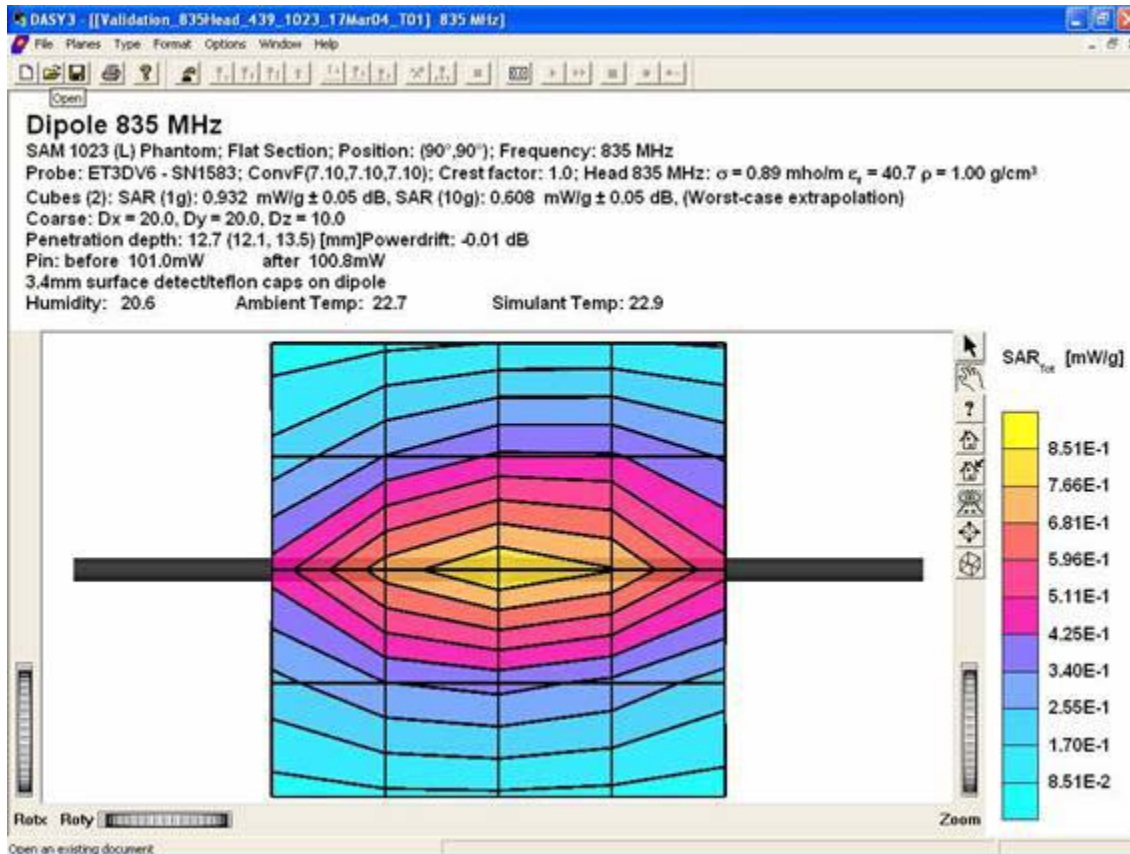 DASY3 - [[Validation_835Head_439_1023_17Mar04_T01] 835 MHz]
File Planes Type Format Options Window Help
Open
Dipole 835 MHz
SAM 1023 (L) Phantom; Flat Section; Position: (90°,90°); Frequency: 835 MHz
Probe: ET3DV6 - SN1583; ConvF(7.10,7.10,7.10); Crest factor: 1.0; Head 835 MHz: σ = 0.89 mho/m εr = 40.7 ρ = 1.00 g/cm³
Cubes (2): SAR (1g): 0.932 mW/g ± 0.05 dB, SAR (10g): 0.608 mW/g ± 0.05 dB, (Worst-case extrapolation)
Coarse: Dx = 20.0, Dy = 20.0, Dz = 10.0
Penetration depth: 12.7 (12.1, 13.5) [mm]Powerdrift: -0.01 dB
Pin: before 101.0mW after 100.8mW
3.4mm surface detect/teflon caps on dipole
Humidity: 20.6 Ambient Temp: 22.7 Simulant Temp: 22.9
SARTot [mW/g]
8.51E-1
7.66E-1
6.81E-1
5.96E-1
5.11E-1
4.25E-1
3.40E-1
2.55E-1
1.70E-1
8.51E-2
Rotx Roty Zoom
Open an existing document